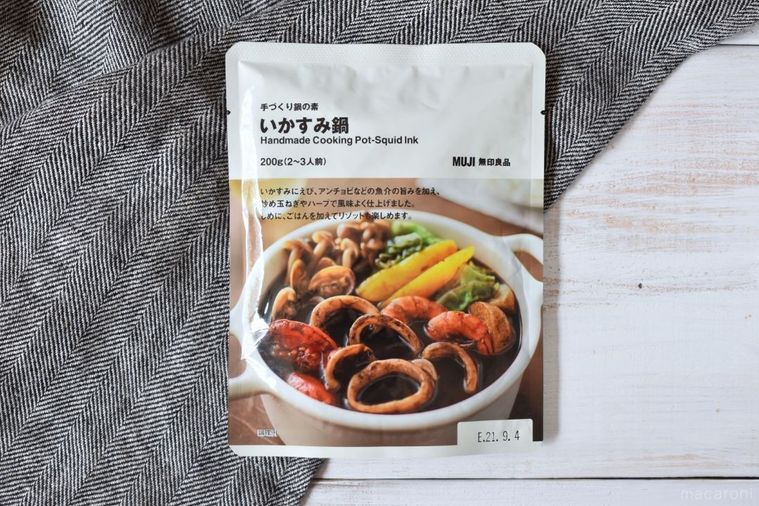 手づくり鍋の素
いかすみ鍋
Handmade Cooking Pot-Squid Ink
200g(2〜3人前)
MUJI 無印良品
いかすみにえび、アンチョビなどの魚介の旨みを加え、
炒め玉ねぎやハーブで風味よく仕上げました。
しめに、ごはんを加えてリゾットも楽しめます。
E.21. 9. 4
macaroni